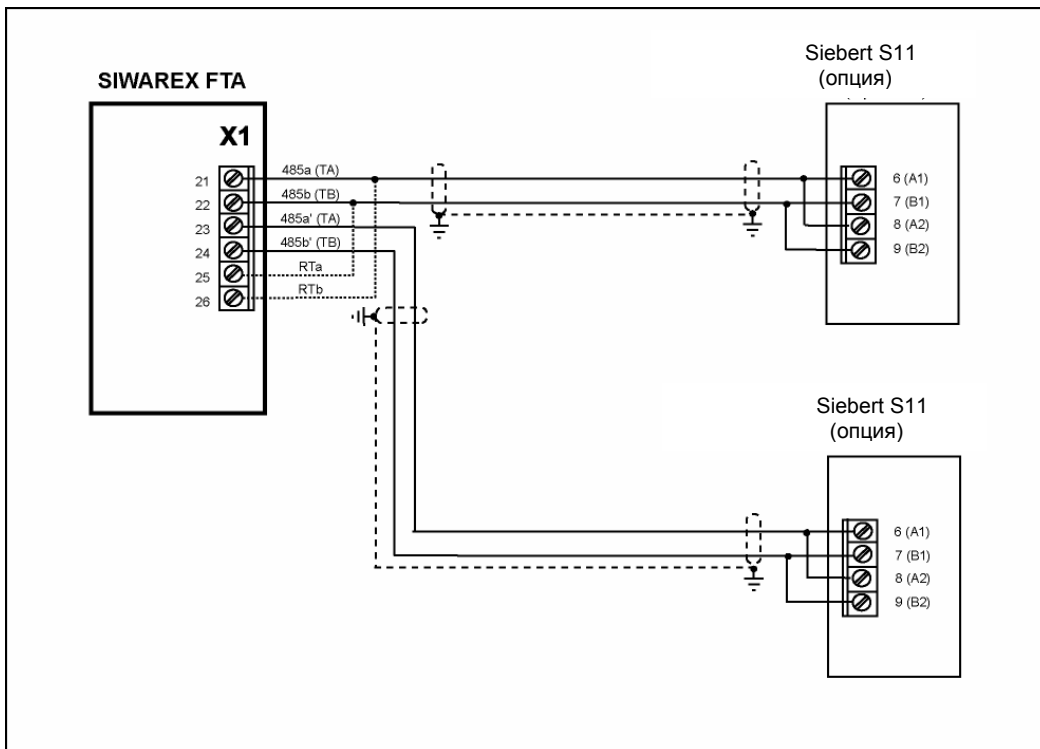 Siebert S11
(опция)
SIWAREX FTA
X1
21
485a (TA)
22
485b (TB)
23
485a' (TA)
24
485b' (TB)
25
RTa
26
RTb
6 (A1)
7 (B1)
8 (A2)
9 (B2)
Siebert S11
(опция)
6 (A1)
7 (B1)
8 (A2)
9 (B2)